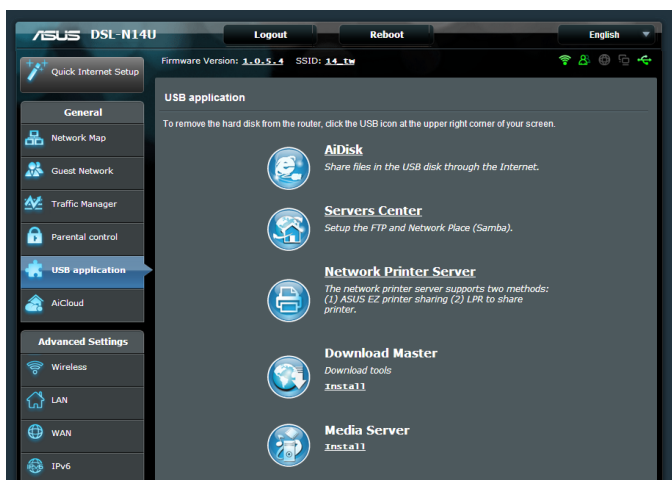 ASUS DSL-N14U Logout Reboot English
Quick Internet Setup
Firmware Version: 1.0.5.4 SSID: 14_tw
General
Network Map
Guest Network
Traffic Manager
Parental control
USB application
AiCloud
Advanced Settings
Wireless
LAN
WAN
IPv6
USB application
To remove the hard disk from the router, click the USB icon at the upper right corner of your screen.
AiDisk
Share files in the USB disk through the Internet.
Servers Center
Setup the FTP and Network Place (Samba).
Network Printer Server
The network printer server supports two methods:
(1) ASUS EZ printer sharing (2) LPR to share
printer.
Download Master
Download tools
Install
Media Server
Install